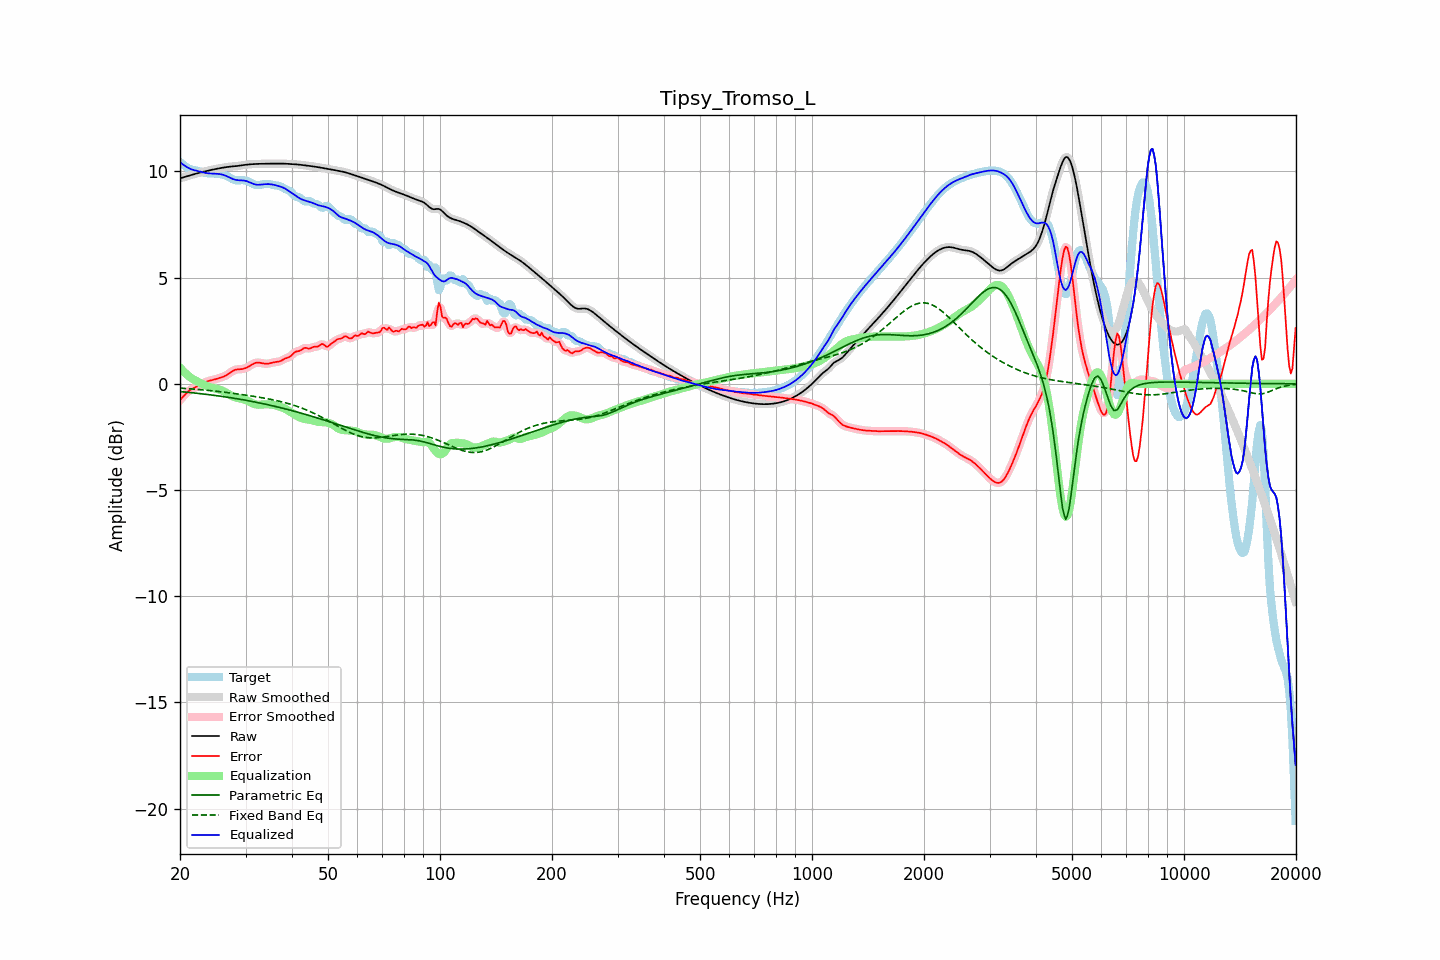 Tipsy_Tromso_L
Amplitude (dBr)
10
5
0
−5
−10
−15
−20
Target
Raw Smoothed
Error Smoothed
Raw
Error
Equalization
Parametric Eq
Fixed Band Eq
Equalized
20 50 100 200 500 1000 2000 5000 10000 20000
Frequency (Hz)